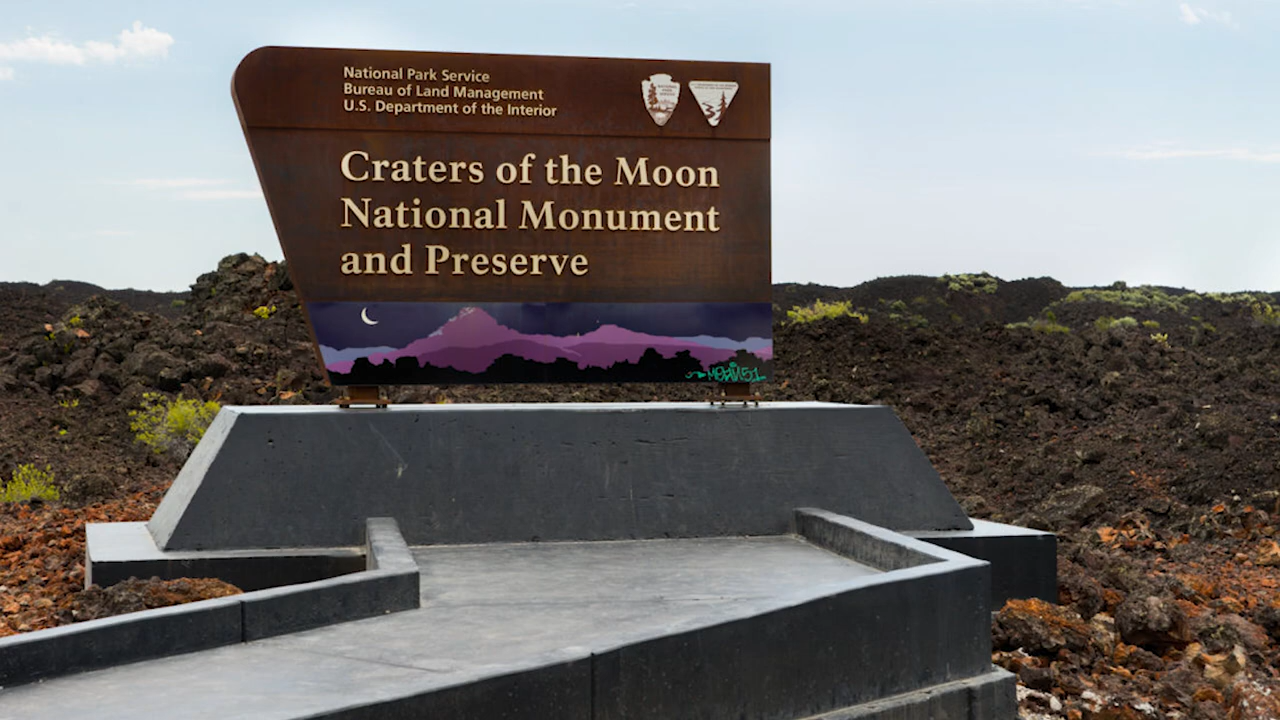 National Park Service
Bureau of Land Management
U.S. Department of the Interior
Craters of the Moon
National Monument
and Preserve